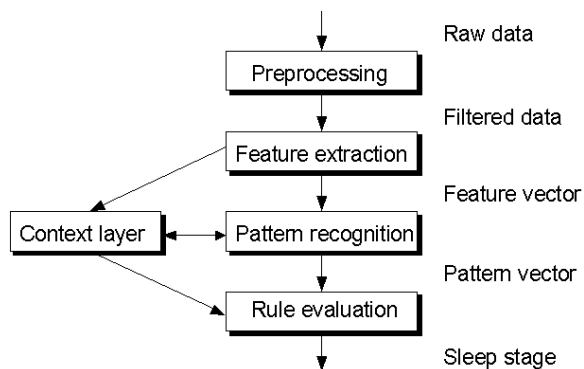 Raw data
Preprocessing
Filtered data
Feature extraction
Feature vector
Context layer
Pattern recognition
Pattern vector
Rule evaluation
Sleep stage